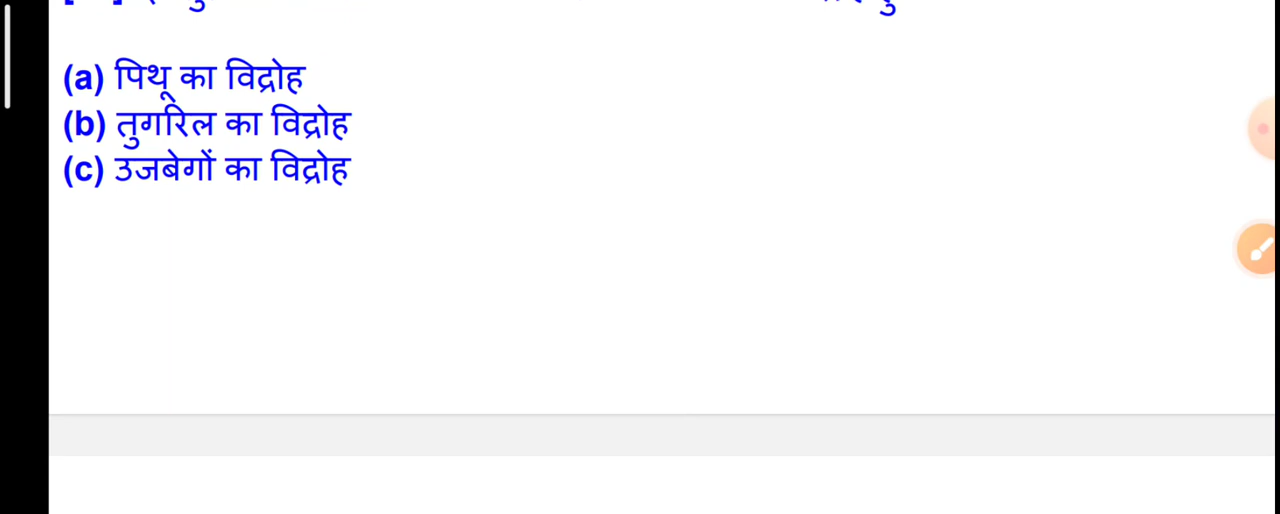 (a) पिथू का विद्रोह
(b) तुगरिल का विद्रोह
(c) उजबेगों का विद्रोह